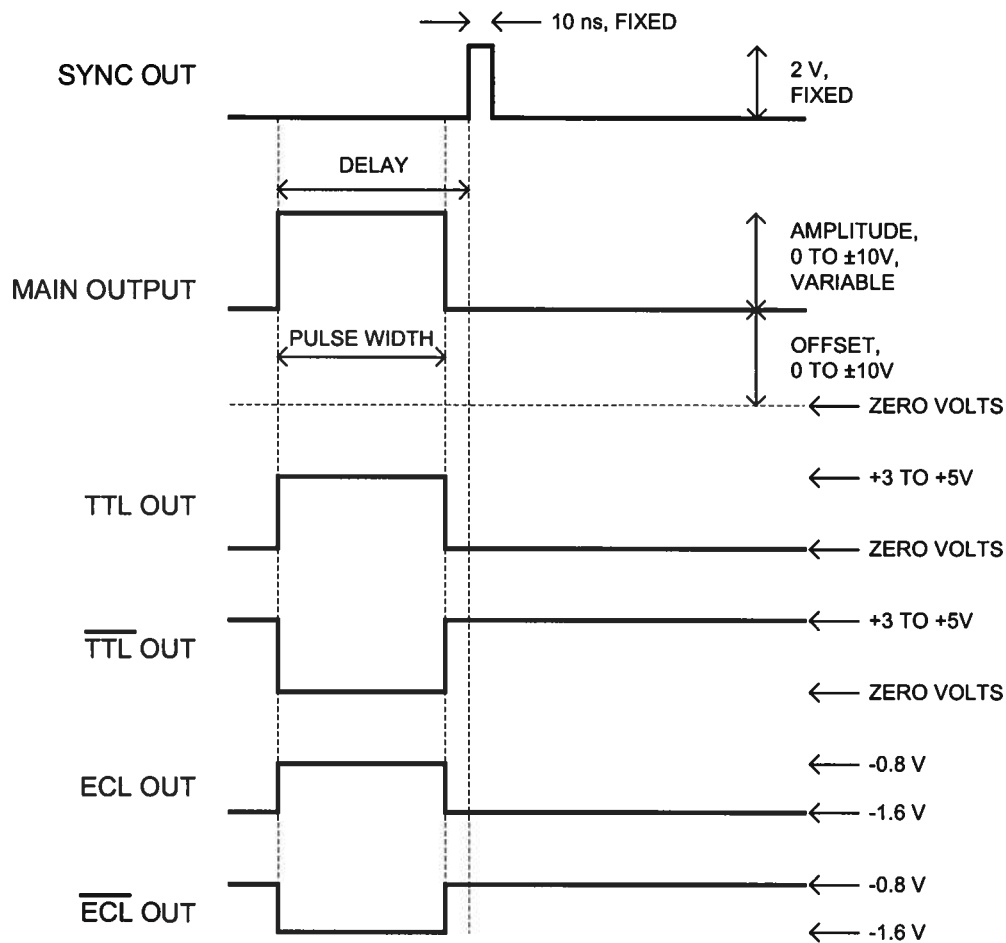 10 ns, FIXED
SYNC OUT
2 V,
FIXED
DELAY
AMPLITUDE,
0 TO ±10V,
VARIABLE
MAIN OUTPUT
PULSE WIDTH
OFFSET,
0 TO ±10V
ZERO VOLTS
+3 TO +5V
TTL OUT
ZERO VOLTS
+3 TO +5V
TTL OUT
ZERO VOLTS
-0.8 V
ECL OUT
-1.6 V
-0.8 V
ECL OUT
-1.6 V